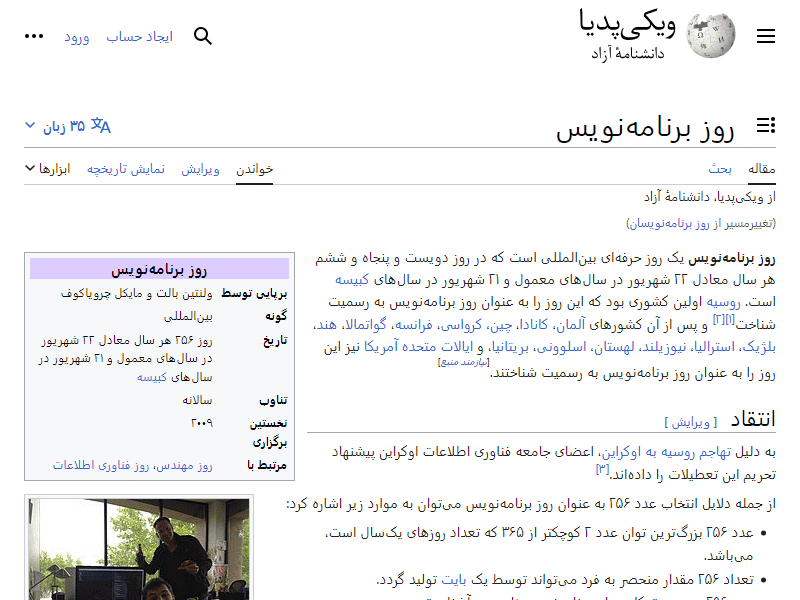 ویکی‌پدیا
دانشنامهٔ آزاد
ایجاد حساب
ورود
روز برنامه‌نویس
۳۵ زبان
مقاله
بحث
خواندن
ویرایش
نمایش تاریخچه
ابزارها
از ویکی‌پدیا، دانشنامهٔ آزاد
(تغییرمسیر از روز برنامه‌نویسان)
روز برنامه‌نویس یک روز حرفه‌ای بین‌المللی است که در روز دویست و پنجاه و ششم
هر سال معادل ۲۲ شهریور در سال‌های معمول و ۲۱ شهریور در سال‌های کبیسه
است. روسیه اولین کشوری بود که این روز را به عنوان روز برنامه‌نویس به رسمیت
شناخت[۱][۲] و پس از آن کشورهای آلمان، کانادا، چین، کرواسی، فرانسه، گواتمالا، هند،
بلژیک، استرالیا، نیوزیلند، لهستان، اسلوونی، بریتانیا، و ایالات متحده آمریکا نیز این
روز را به عنوان روز برنامه‌نویس به رسمیت شناختند.[نیازمند منبع]
روز برنامه‌نویس
برپایی توسط ولنتین بالت و مایکل چرویاکوف
گونه بین‌المللی
تاریخ روز ۲۵۶ هر سال معادل ۲۲ شهریور
در سال‌های معمول و ۲۱ شهریور در
سال‌های کبیسه
تناوب سالانه
نخستین ۲۰۰۹
برگزاری
مرتبط با روز مهندس، روز فناوری اطلاعات
انتقاد [ ویرایش ]
به دلیل تهاجم روسیه به اوکراین، اعضای جامعه فناوری اطلاعات اوکراین پیشنهاد
تحریم این تعطیلات را داده‌اند.[۳]
از جمله دلایل انتخاب عدد ۲۵۶ به عنوان روز برنامه‌نویس می‌توان به موارد زیر اشاره کرد:
• عدد ۲۵۶ بزرگ‌ترین توان عدد ۲ کوچکتر از ۳۶۵ که تعداد روزهای یک‌سال است،
می‌باشد.
• تعداد ۲۵۶ مقدار منحصر به فرد می‌تواند توسط یک بایت تولید گردد.